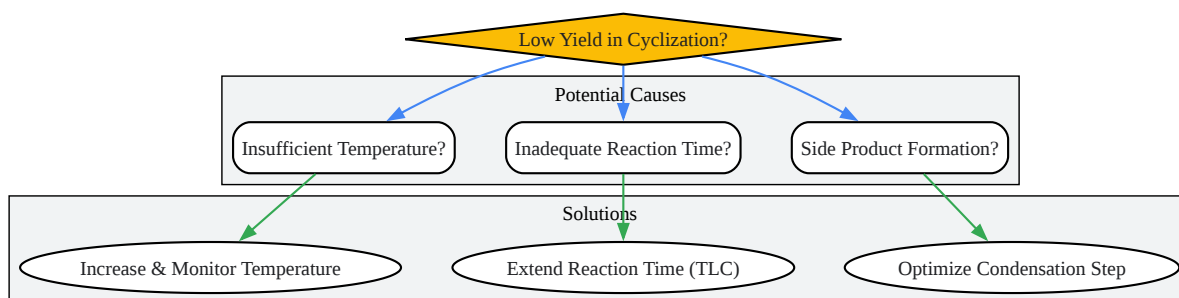 Low Yield in Cyclization?
Potential Causes
Insufficient Temperature?
Inadequate Reaction Time?
Side Product Formation?
Solutions
Increase & Monitor Temperature
Extend Reaction Time (TLC)
Optimize Condensation Step